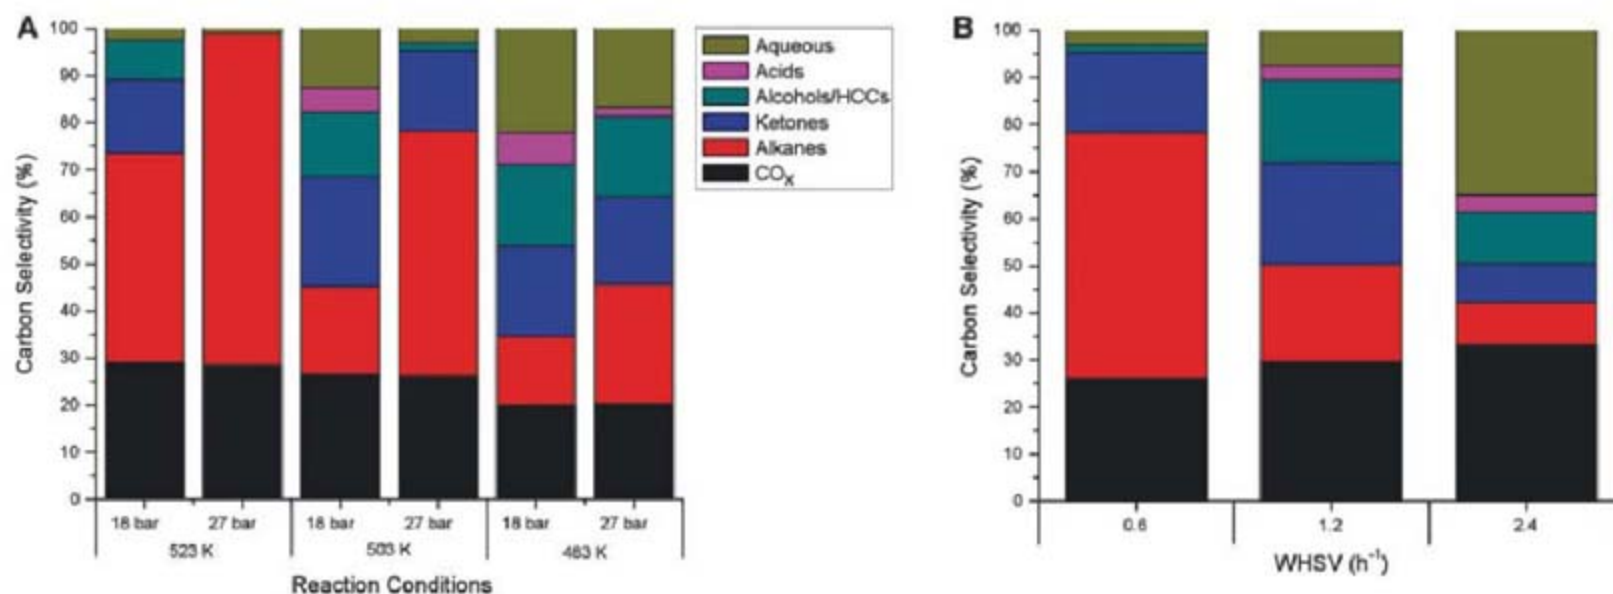 A
100
90
80
70
60
50
40
30
20
10
0
Carbon Selectivity (%)
18 bar
27 bar
18 bar
27 bar
18 bar
27 bar
523 K
503 K
483 K
Reaction Conditions
Aqueous
Acids
Alcohols/HCCs
Ketones
Alkanes
COx
B
100
90
80
70
60
50
40
30
20
10
0
Carbon Selectivity (%)
0.6
1.2
2.4
WHSV (h⁻¹)